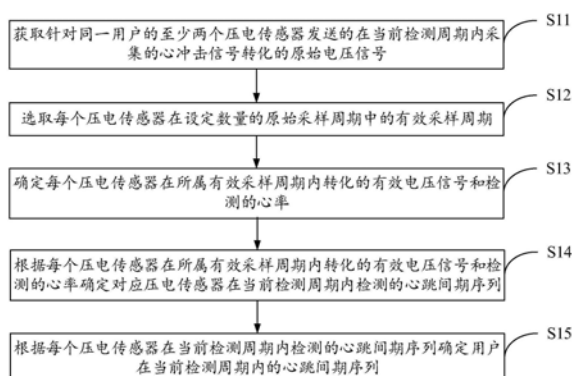 获取针对同一用户的至少两个压电传感器发送的在当前检测周期内采
集的心冲击信号转化的原始电压信号
S11
选取每个压电传感器在设定数量的原始采样周期中的有效采样周期
S12
确定每个压电传感器在所属有效采样周期内转化的有效电压信号和检
测的心率
S13
根据每个压电传感器在所属有效采样周期内转化的有效电压信号和检
测的心率确定对应压电传感器在当前检测周期内检测的心跳间期序列
S14
根据每个压电传感器在当前检测周期内检测的心跳间期序列确定用户
在当前检测周期内的心跳间期序列
S15